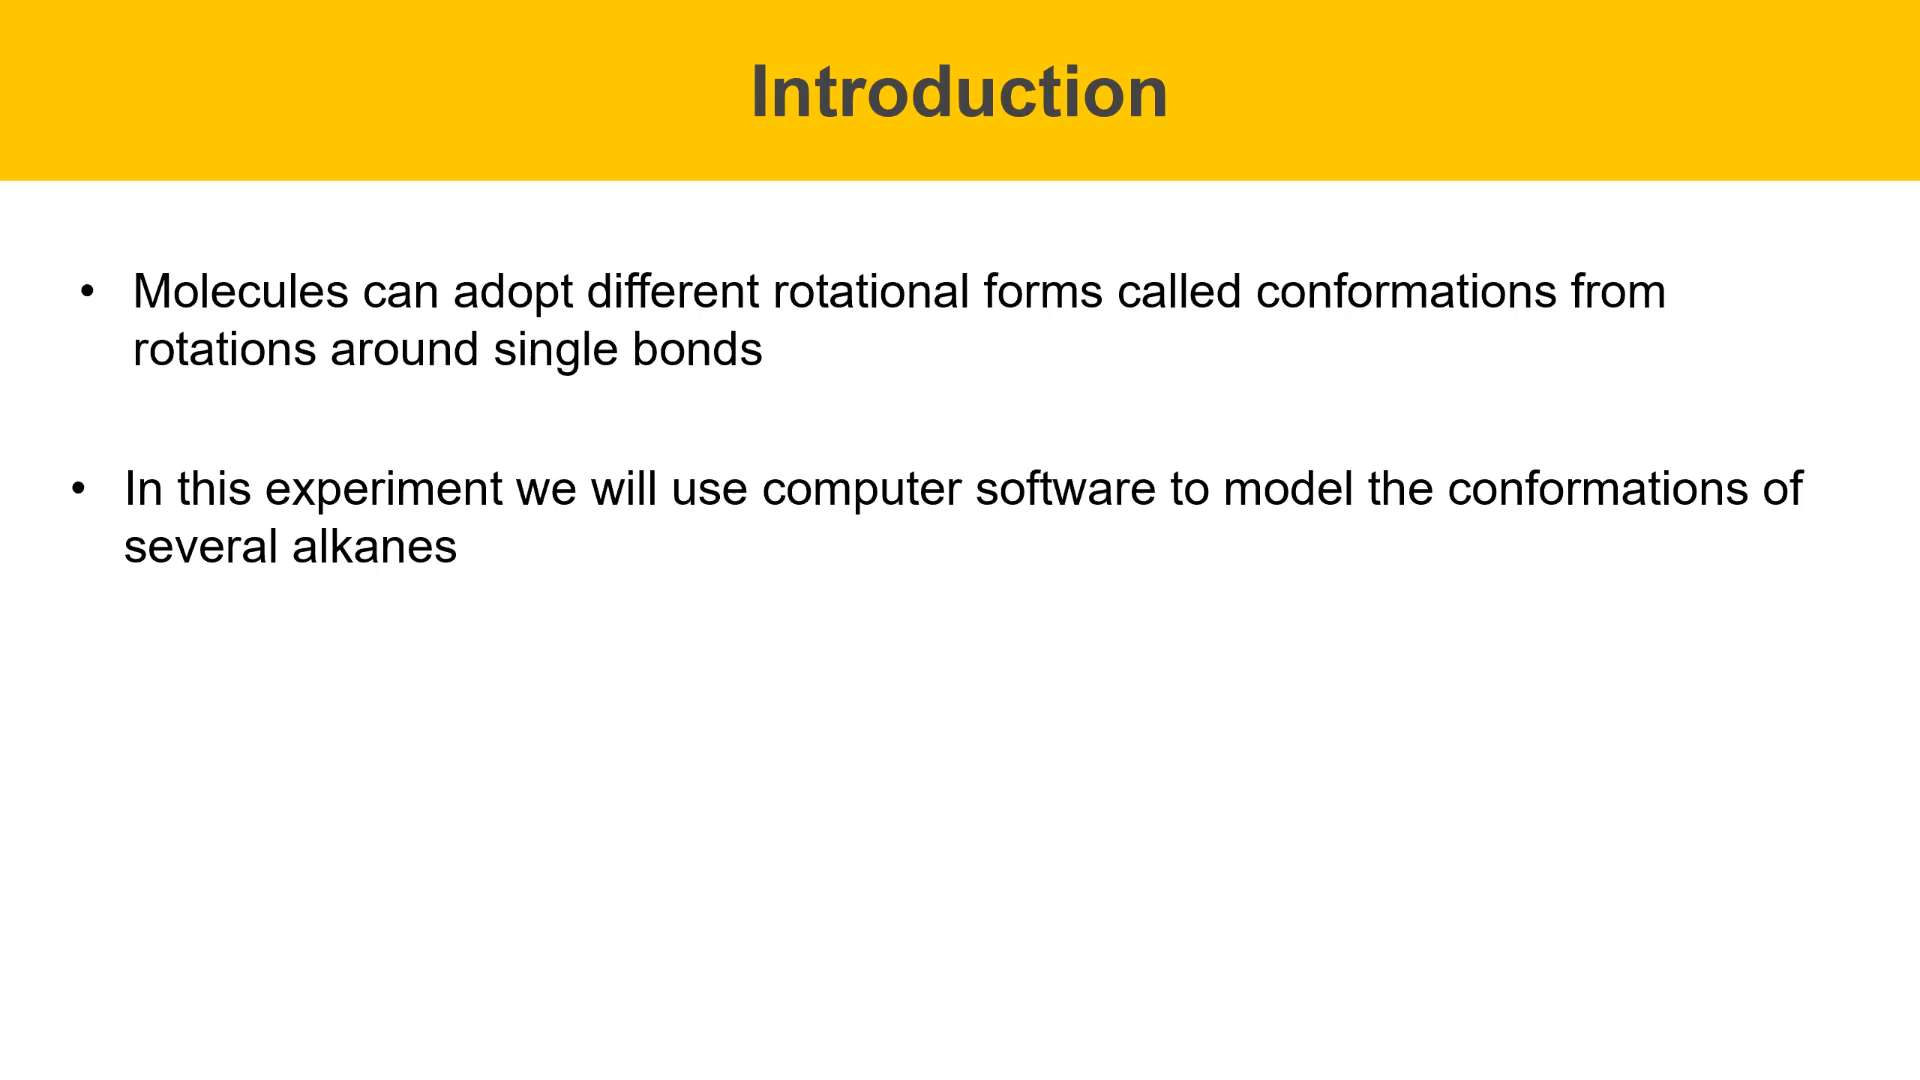 Introduction
• Molecules can adopt different rotational forms called conformations from
rotations around single bonds
• In this experiment we will use computer software to model the conformations of
several alkanes